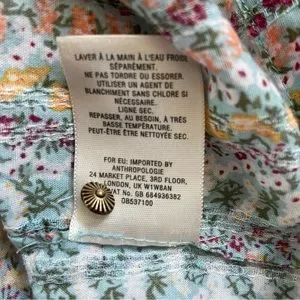 LAVER À LA MAIN À L'EAU FROIDE
SÉPARÉMENT.
NE PAS TORDRE OU ESSORER.
UTILISER UN AGENT DE
BLANCHIMENT SANS CHLORE SI
NÉCESSAIRE.
LIGNE SEC.
REPASSER, AU BESOIN, À TRÈS
BASSE TEMPÉRATURE.
PEUT-ÊTRE ÊTRE NETTOYÉ SEC.
FOR EU: IMPORTED BY
ANTHROPOLOGIE
24 MARKET PLACE, 3RD FLOOR,
LONDON, UK W1W8AN
VAT No. GB 684936382
08537100